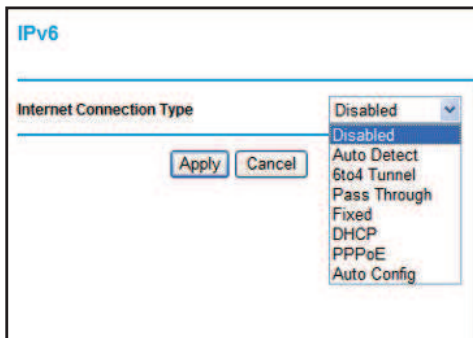 IPv6
Internet Connection Type Disabled
Disabled
Auto Detect
6to4 Tunnel
Pass Through
Fixed
DHCP
PPPoE
Auto Config
Apply Cancel